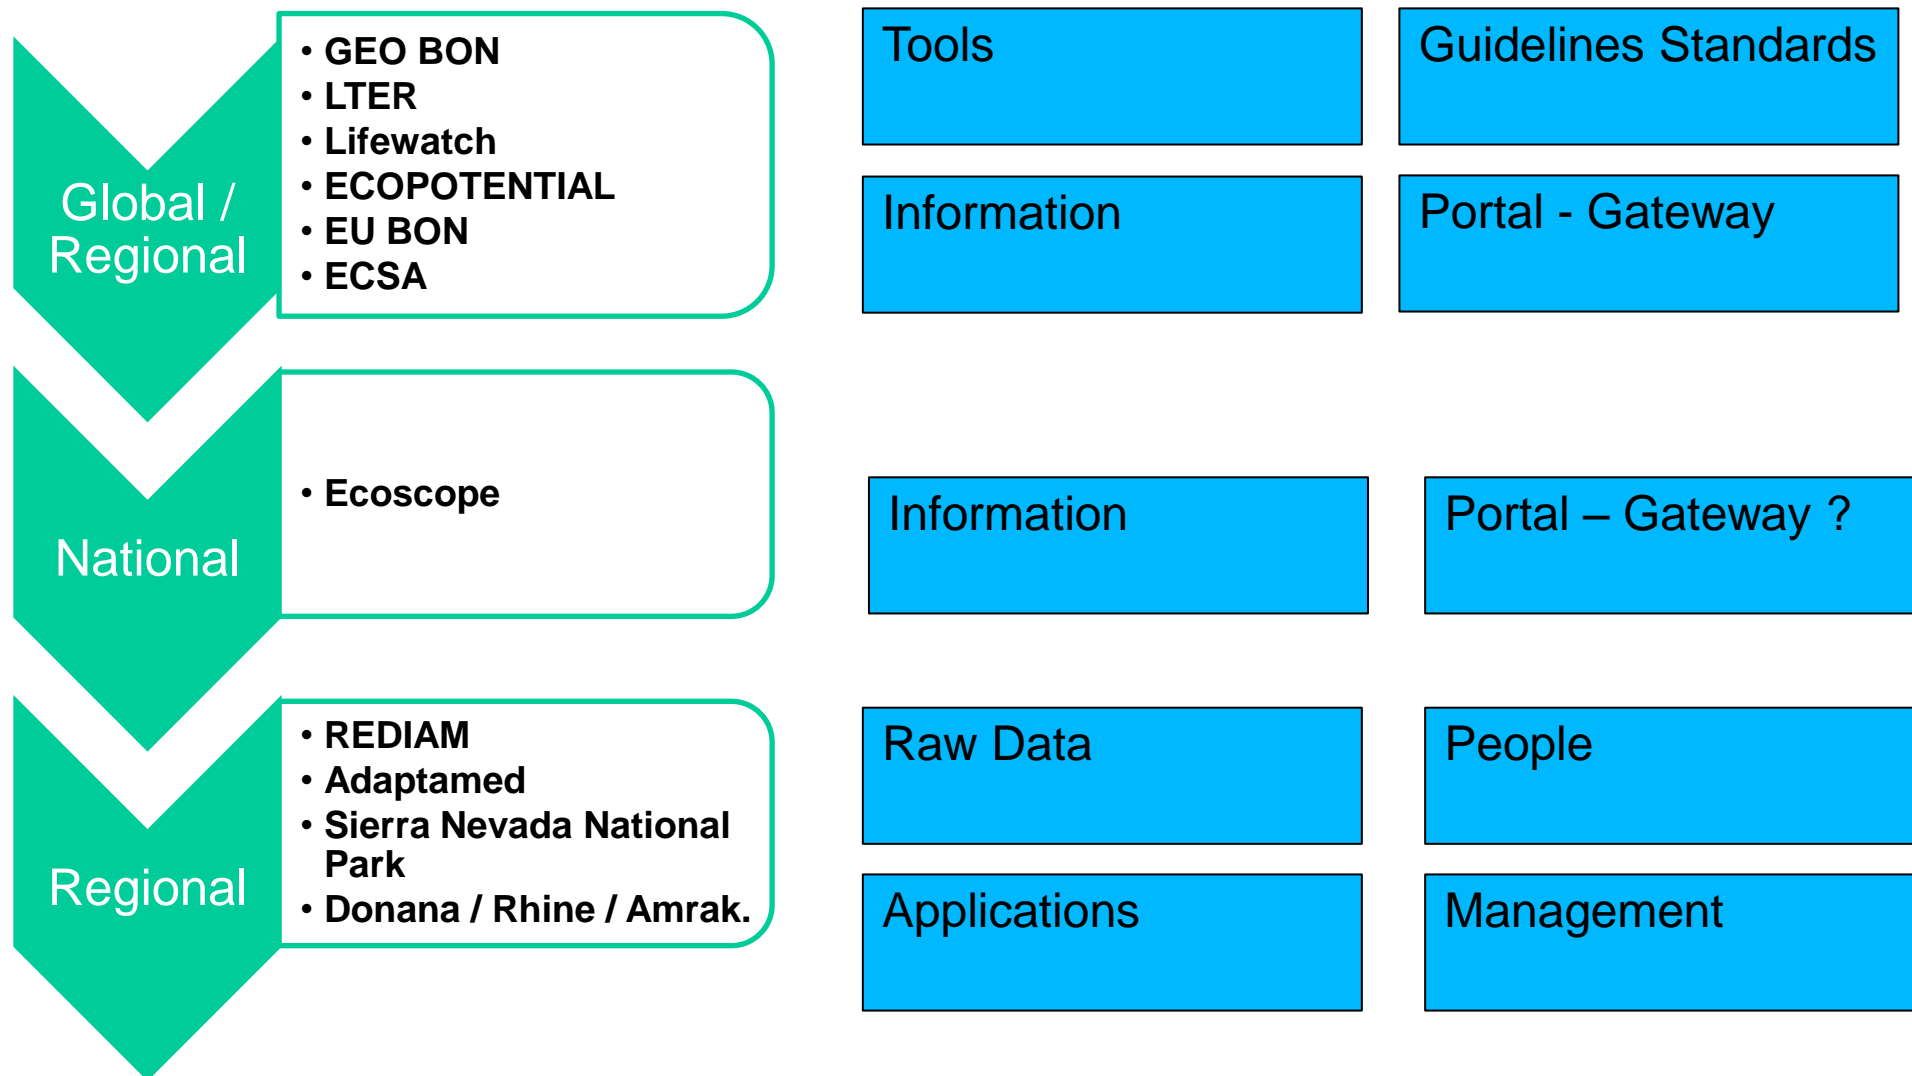 Global /
Regional
• GEO BON
• LTER
• Lifewatch
• ECOPOTENTIAL
• EU BON
• ECSA
Tools
Guidelines Standards
Information
Portal - Gateway
National
• Ecoscope
Information
Portal – Gateway ?
Regional
• REDIAM
• Adaptamed
• Sierra Nevada National
Park
• Donana / Rhine / Amrak.
Raw Data
People
Applications
Management